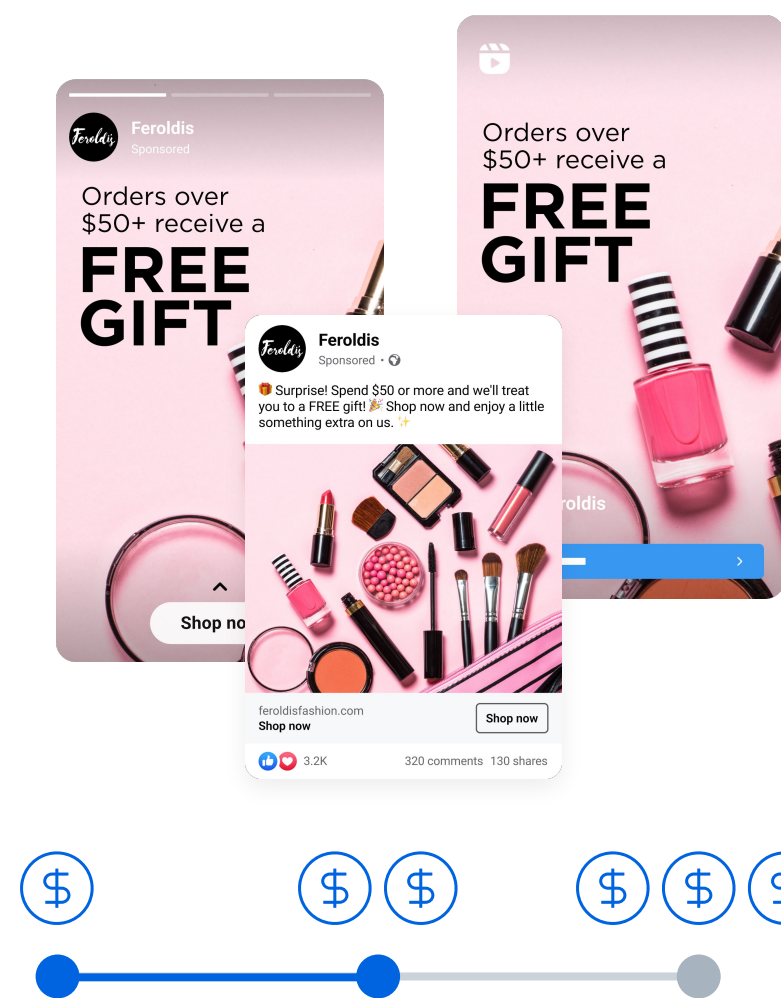 Feroldis
Feroldis
Sponsored
Orders over
$50+ receive a
FREE
GIFT
Shop
Orders over
$50+ receive a
FREE
GIFT
Feroldis
Feroldis
Sponsored •
🎁 Surprise! Spend $50 or more and we'll treat
you to a FREE gift! 🎉 Shop now and enjoy a little
something extra on us. ✨
feroldisfashion.com
Shop now
Shop now
3.2K
320 comments 130 shares
$ $ $ $ $